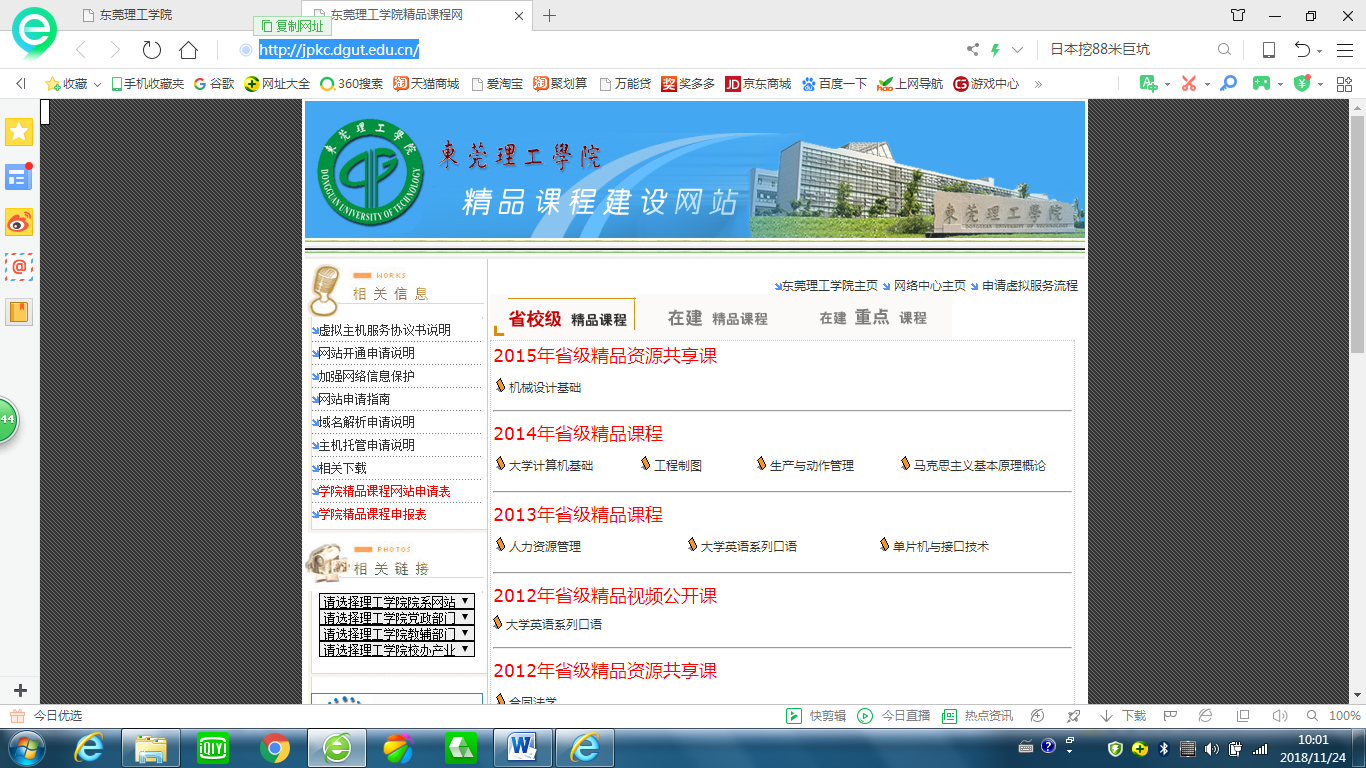 东莞理工学院
东莞理工学院精品课程网
复制网址
http://jpkc.dgut.edu.cn/
日本挖88米巨坑
收藏 手机收藏夹 谷歌 网址大全 360搜索 天猫商城 爱淘宝 聚划算 万能贷 奖多多 京东商城 百度一下 上网导航 游戏中心 »
東莞理工學院
DONGGUAN UNIVERSITY OF TECHNOLOGY
東莞理工學院
精品课程建设网站
東莞理工學院
DONGGUAN UNIVERSITY OF TECHNOLOGY
WORKS
相关信息
虚拟主机服务协议书说明
网站开通申请说明
加强网络信息保护
网站申请指南
域名解析申请说明
主机托管申请说明
相关下载
学院精品课程网站申请表
学院精品课程申报表
PHOTOS
相关链接
请选择理工学院院系网站
请选择理工学院党政部门
请选择理工学院教辅部门
请选择理工学院校办产业
东莞理工学院主页 网络中心主页 申请虚拟服务流程
省校级 精品课程 在建 精品课程 在建 重点 课程
2015年省级精品资源共享课
机械设计基础
2014年省级精品课程
大学计算机基础 工程制图 生产与动作管理 马克思主义基本原理概论
2013年省级精品课程
人力资源管理 大学英语系列口语 单片机与接口技术
2012年省级精品视频公开课
大学英语系列口语
2012年省级精品资源共享课
合同法学
44
今日优选
快剪辑 今日直播 热点资讯 下载 100%
QIY
10:01
2018/11/24